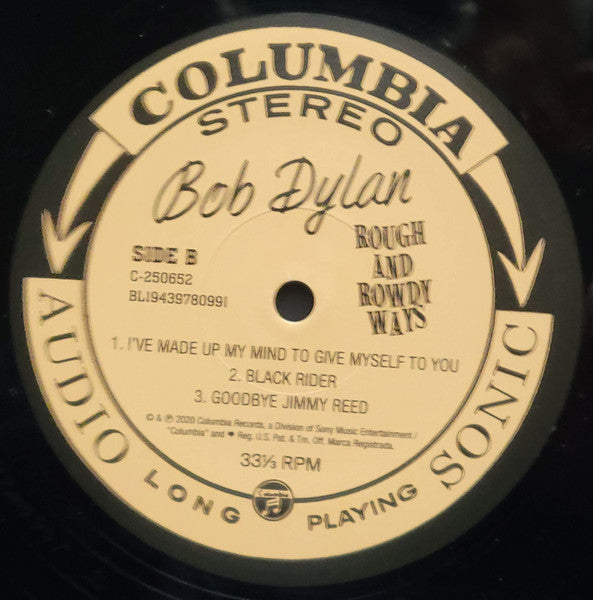 COLUMBIA
STEREO
Bob Dylan
SIDE B
C-250652
BL19439780991
ROUGH
AND
ROWDY
WAYS
1. I'VE MADE UP MY MIND TO GIVE MYSELF TO YOU
2. BLACK RIDER
3. GOODBYE JIMMY REED
© & ℗ 2020 Columbia Records, a Division of Sony Music Entertainment /
"Columbia" and Reg. U.S. Pat. & Tm. Off. Marca Registrada.
33⅓ RPM
AUDIO
LONG
Columbia
PLAYING
SONIC